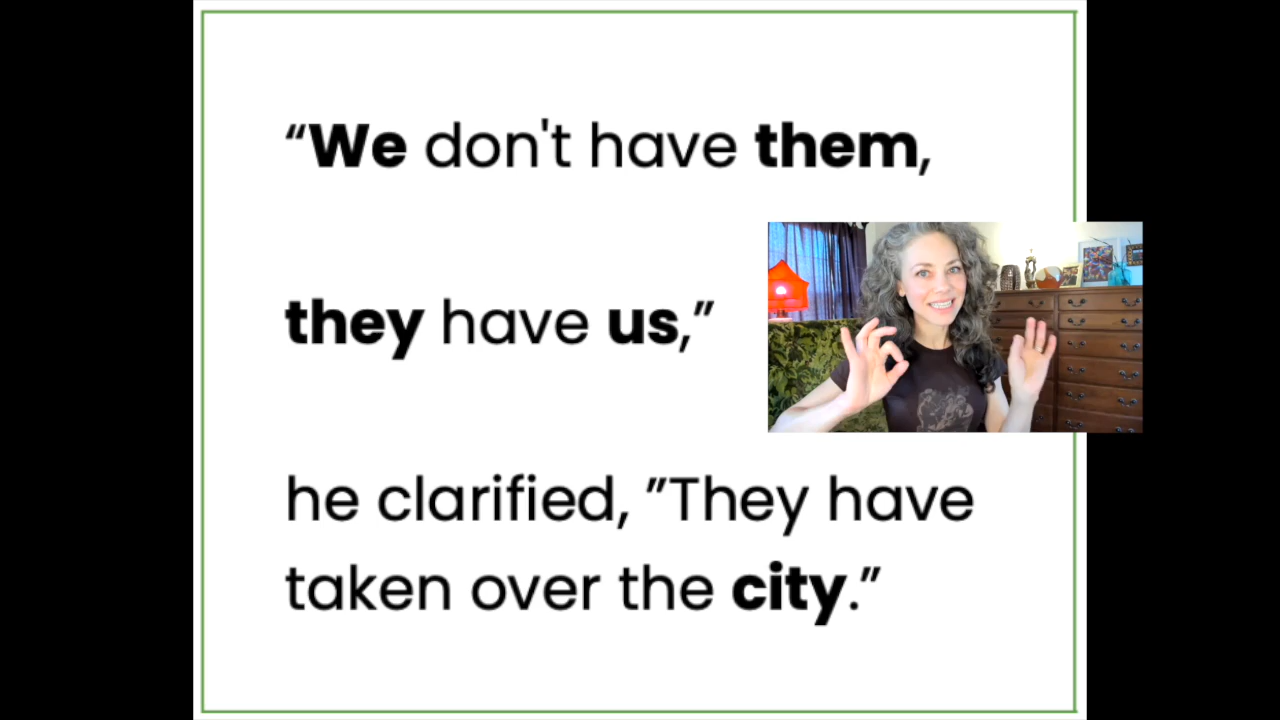 “We don't have them,
they have us,”
he clarified, ”They have
taken over the city.”